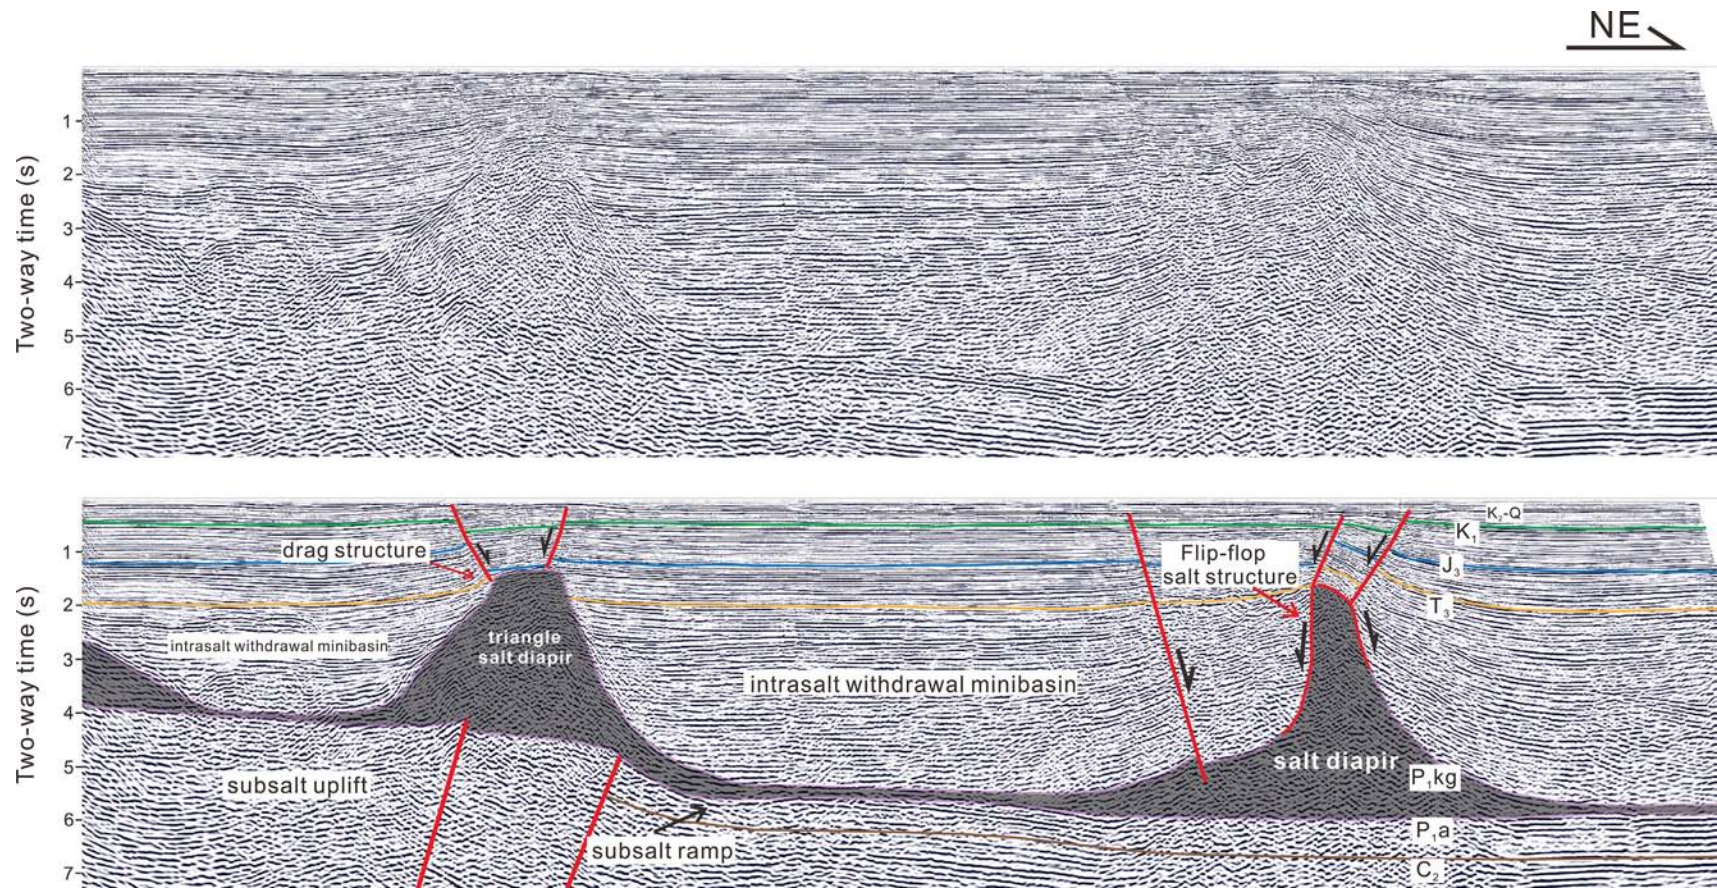 NE
Two-way time (s)
1
2
3
4
5
6
7
Two-way time (s)
1
2
3
4
5
6
7
K₂-Q
K₁
drag structure
Flip-flop
salt structure
J₃
T₃
intrasalt withdrawal minibasin
triangle
salt diapir
intrasalt withdrawal minibasin
subsalt uplift
salt diapir
P₁kg
subsalt ramp
P₁a
C₂